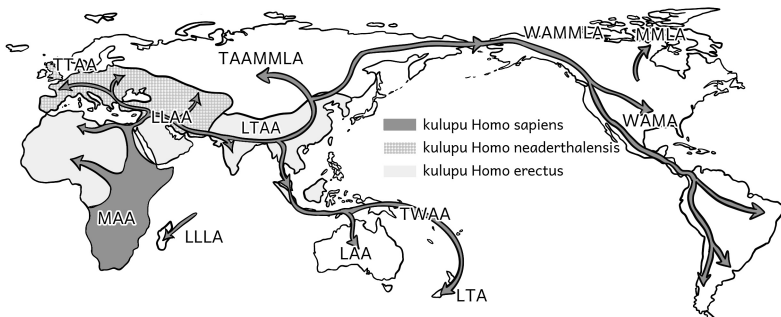 WAMMLA
MMLA
TAAMMLA
TTAA
LLAA
LTAA
WAMA
kulupu Homo sapiens
kulupu Homo neaderthalensis
kulupu Homo erectus
MAA
LLLA
TWAA
LAA
LTA